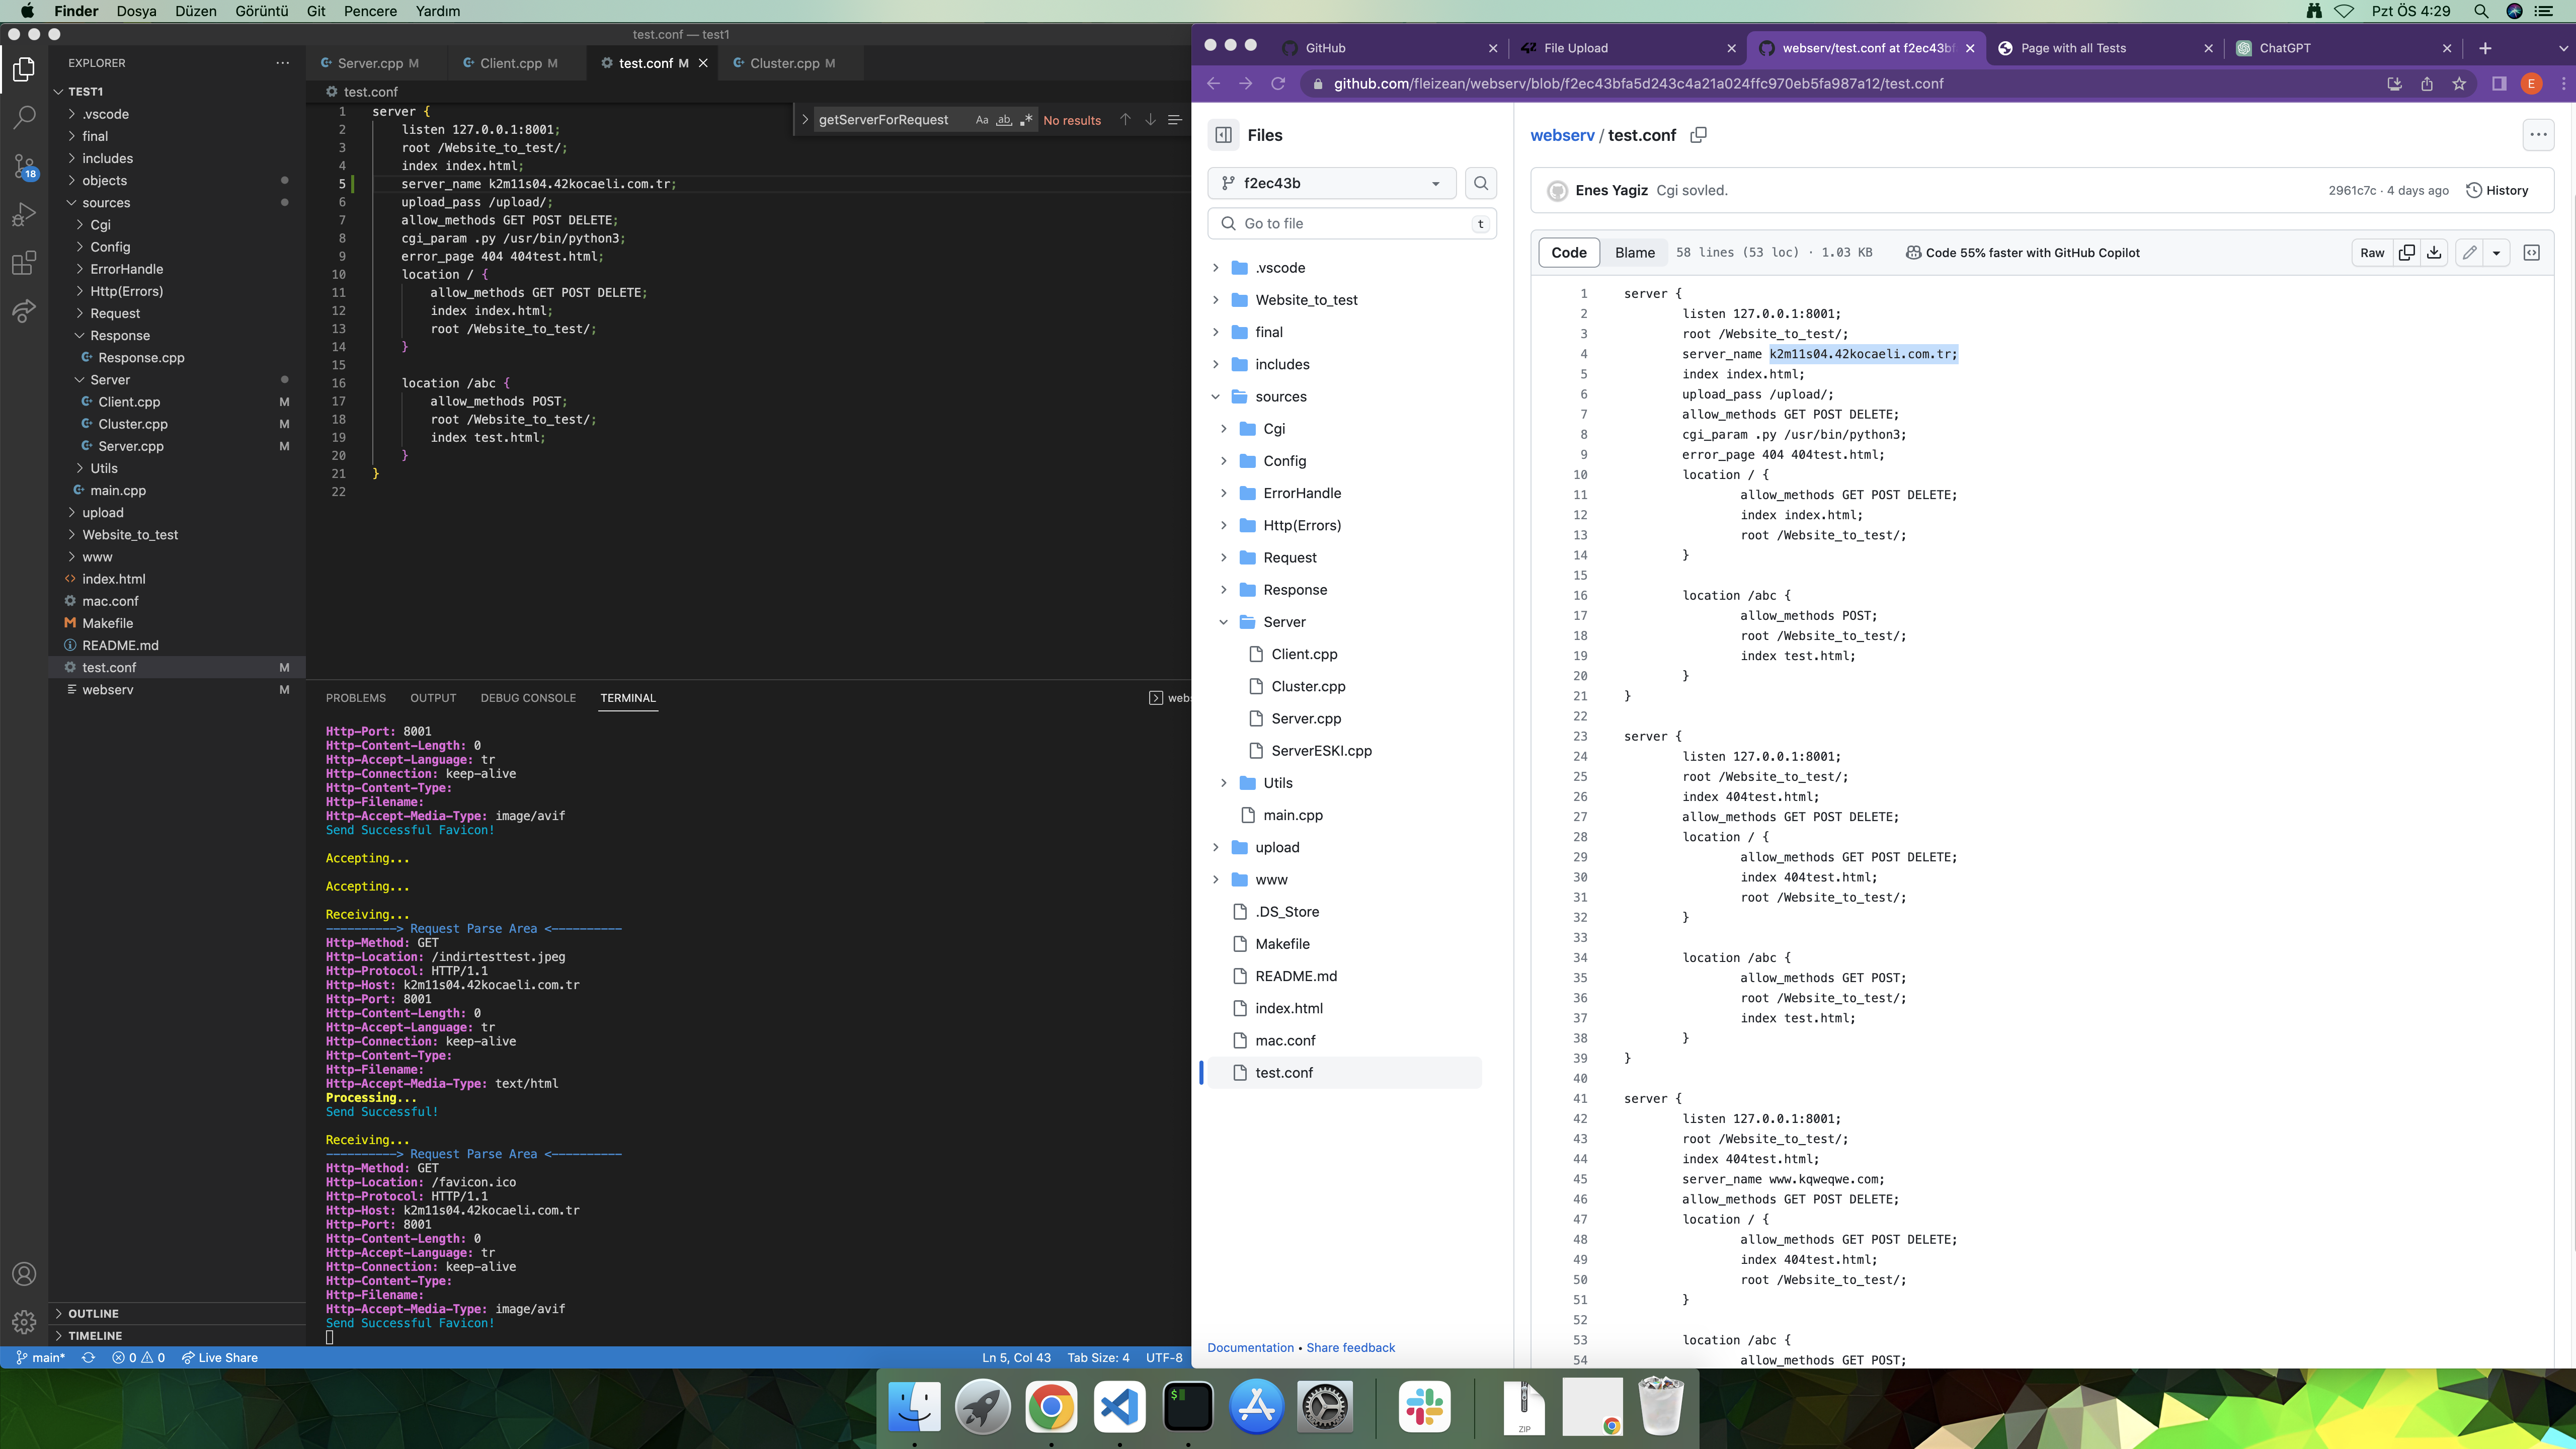 Finder Dosya Düzen Görüntü Git Pencere Yardım
Pzt ÖS 4:29
test.conf — test1
EXPLORER
TEST1
.vscode
final
includes
objects
sources
Cgi
Config
ErrorHandle
Http(Errors)
Request
Response
Response.cpp
Server
Client.cpp M
Cluster.cpp M
Server.cpp M
Utils
main.cpp
upload
Website_to_test
www
index.html
mac.conf
Makefile
README.md
test.conf M
webserv M
OUTLINE
TIMELINE
18
Server.cpp M
Client.cpp M
test.conf M
Cluster.cpp M
test.conf
getServerForRequest
Aa ab
No results
1 server {
2 listen 127.0.0.1:8001;
3 root /Website_to_test/;
4 index index.html;
5 server_name k2m11s04.42kocaeli.com.tr;
6 upload_pass /upload/;
7 allow_methods GET POST DELETE;
8 cgi_param .py /usr/bin/python3;
9 error_page 404 404test.html;
10 location / {
11 allow_methods GET POST DELETE;
12 index index.html;
13 root /Website_to_test/;
14 }
15
16 location /abc {
17 allow_methods POST;
18 root /Website_to_test/;
19 index test.html;
20 }
21 }
22
PROBLEMS OUTPUT DEBUG CONSOLE TERMINAL
webs
Http-Port: 8001
Http-Content-Length: 0
Http-Accept-Language: tr
Http-Connection: keep-alive
Http-Content-Type:
Http-Filename:
Http-Accept-Media-Type: image/avif
Send Successful Favicon!
Accepting...
Accepting...
Receiving...
----------> Request Parse Area <----------
Http-Method: GET
Http-Location: /indirtesttest.jpeg
Http-Protocol: HTTP/1.1
Http-Host: k2m11s04.42kocaeli.com.tr
Http-Port: 8001
Http-Content-Length: 0
Http-Accept-Language: tr
Http-Connection: keep-alive
Http-Content-Type:
Http-Filename:
Http-Accept-Media-Type: text/html
Processing...
Send Successful!
Receiving...
----------> Request Parse Area <----------
Http-Method: GET
Http-Location: /favicon.ico
Http-Protocol: HTTP/1.1
Http-Host: k2m11s04.42kocaeli.com.tr
Http-Port: 8001
Http-Content-Length: 0
Http-Accept-Language: tr
Http-Connection: keep-alive
Http-Content-Type:
Http-Filename:
Http-Accept-Media-Type: image/avif
Send Successful Favicon!
main* 0 0 Live Share
Ln 5, Col 43 Tab Size: 4 UTF-8
GitHub
File Upload
webserv/test.conf at f2ec43bf
Page with all Tests
ChatGPT
github.com/fleizean/webserv/blob/f2ec43bfa5d243c4a21a024ffc970eb5fa987a12/test.conf
E
Files
f2ec43b
Go to file t
.vscode
Website_to_test
final
includes
sources
Cgi
Config
ErrorHandle
Http(Errors)
Request
Response
Server
Client.cpp
Cluster.cpp
Server.cpp
ServerESKI.cpp
Utils
main.cpp
upload
www
.DS_Store
Makefile
README.md
index.html
mac.conf
test.conf
Documentation • Share feedback
webserv / test.conf
Enes Yagiz Cgi sovled.
2961c7c · 4 days ago History
Code Blame 58 lines (53 loc) · 1.03 KB Code 55% faster with GitHub Copilot
Raw
1 server {
2 listen 127.0.0.1:8001;
3 root /Website_to_test/;
4 server_name k2m11s04.42kocaeli.com.tr;
5 index index.html;
6 upload_pass /upload/;
7 allow_methods GET POST DELETE;
8 cgi_param .py /usr/bin/python3;
9 error_page 404 404test.html;
10 location / {
11 allow_methods GET POST DELETE;
12 index index.html;
13 root /Website_to_test/;
14 }
15
16 location /abc {
17 allow_methods POST;
18 root /Website_to_test/;
19 index test.html;
20 }
21 }
22
23 server {
24 listen 127.0.0.1:8001;
25 root /Website_to_test/;
26 index 404test.html;
27 allow_methods GET POST DELETE;
28 location / {
29 allow_methods GET POST DELETE;
30 index 404test.html;
31 root /Website_to_test/;
32 }
33
34 location /abc {
35 allow_methods GET POST;
36 root /Website_to_test/;
37 index test.html;
38 }
39 }
40
41 server {
42 listen 127.0.0.1:8001;
43 root /Website_to_test/;
44 index 404test.html;
45 server_name www.kqweqwe.com;
46 allow_methods GET POST DELETE;
47 location / {
48 allow_methods GET POST DELETE;
49 index 404test.html;
50 root /Website_to_test/;
51 }
52
53 location /abc {
54 allow_methods GET POST;
ZIP